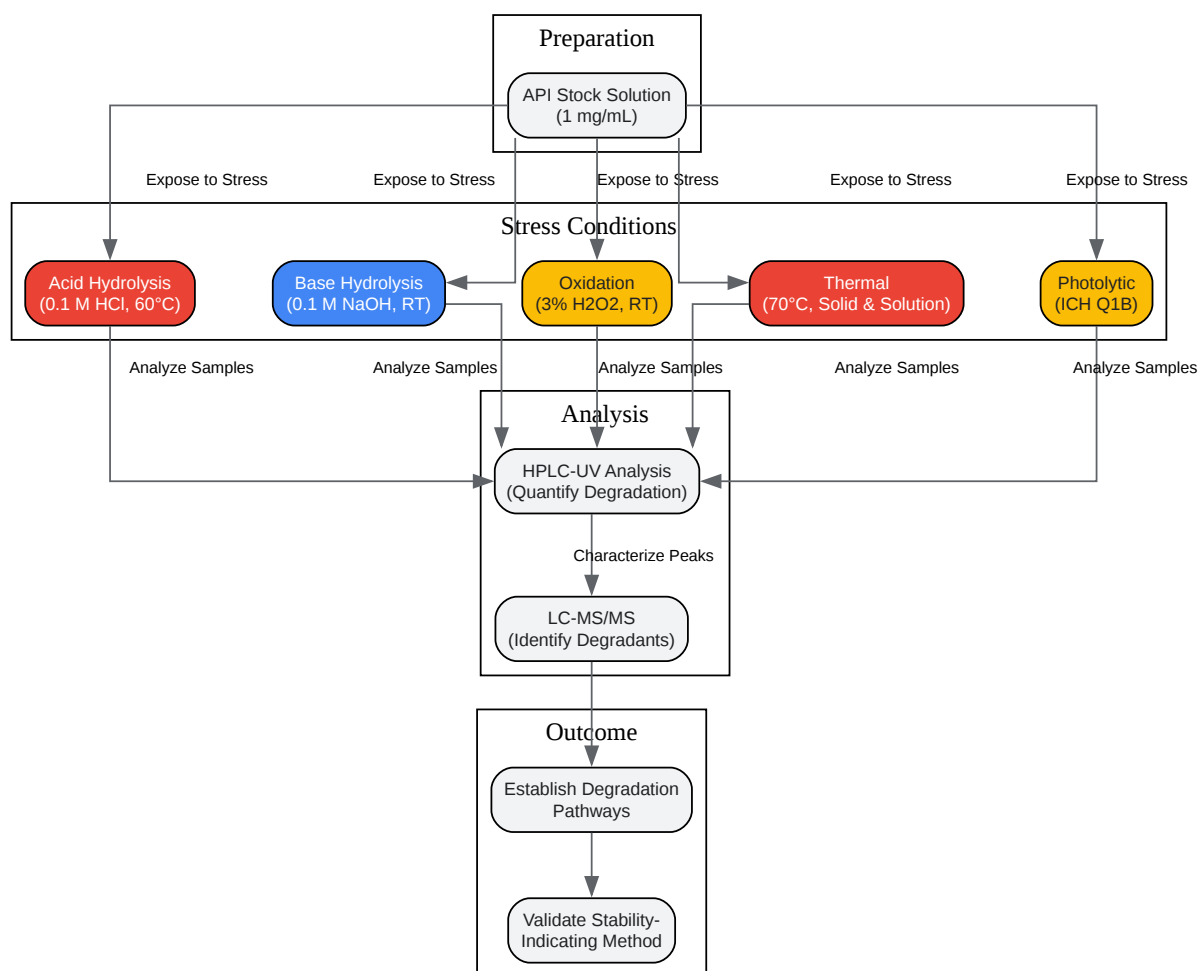 Preparation
API Stock Solution
(1 mg/mL)
Expose to Stress
Expose to Stress
Expose to Stress
Expose to Stress
Expose to Stress
Stress Conditions
Acid Hydrolysis
(0.1 M HCl, 60°C)
Base Hydrolysis
(0.1 M NaOH, RT)
Oxidation
(3% H2O2, RT)
Thermal
(70°C, Solid & Solution)
Photolytic
(ICH Q1B)
Analyze Samples
Analyze Samples
Analyze Samples
Analyze Samples
Analyze Samples
Analysis
HPLC-UV Analysis
(Quantify Degradation)
Characterize Peaks
LC-MS/MS
(Identify Degradants)
Outcome
Establish Degradation
Pathways
Validate Stability-
Indicating Method